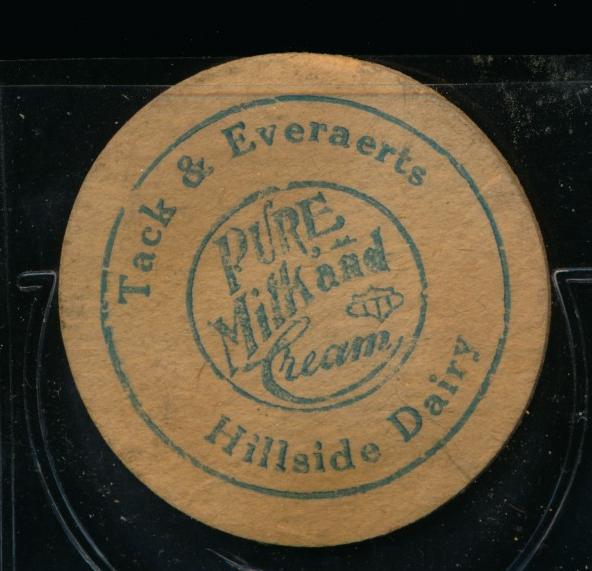 Tack & Everaerts
PURE
Milk and
Cream
Hillside Dairy